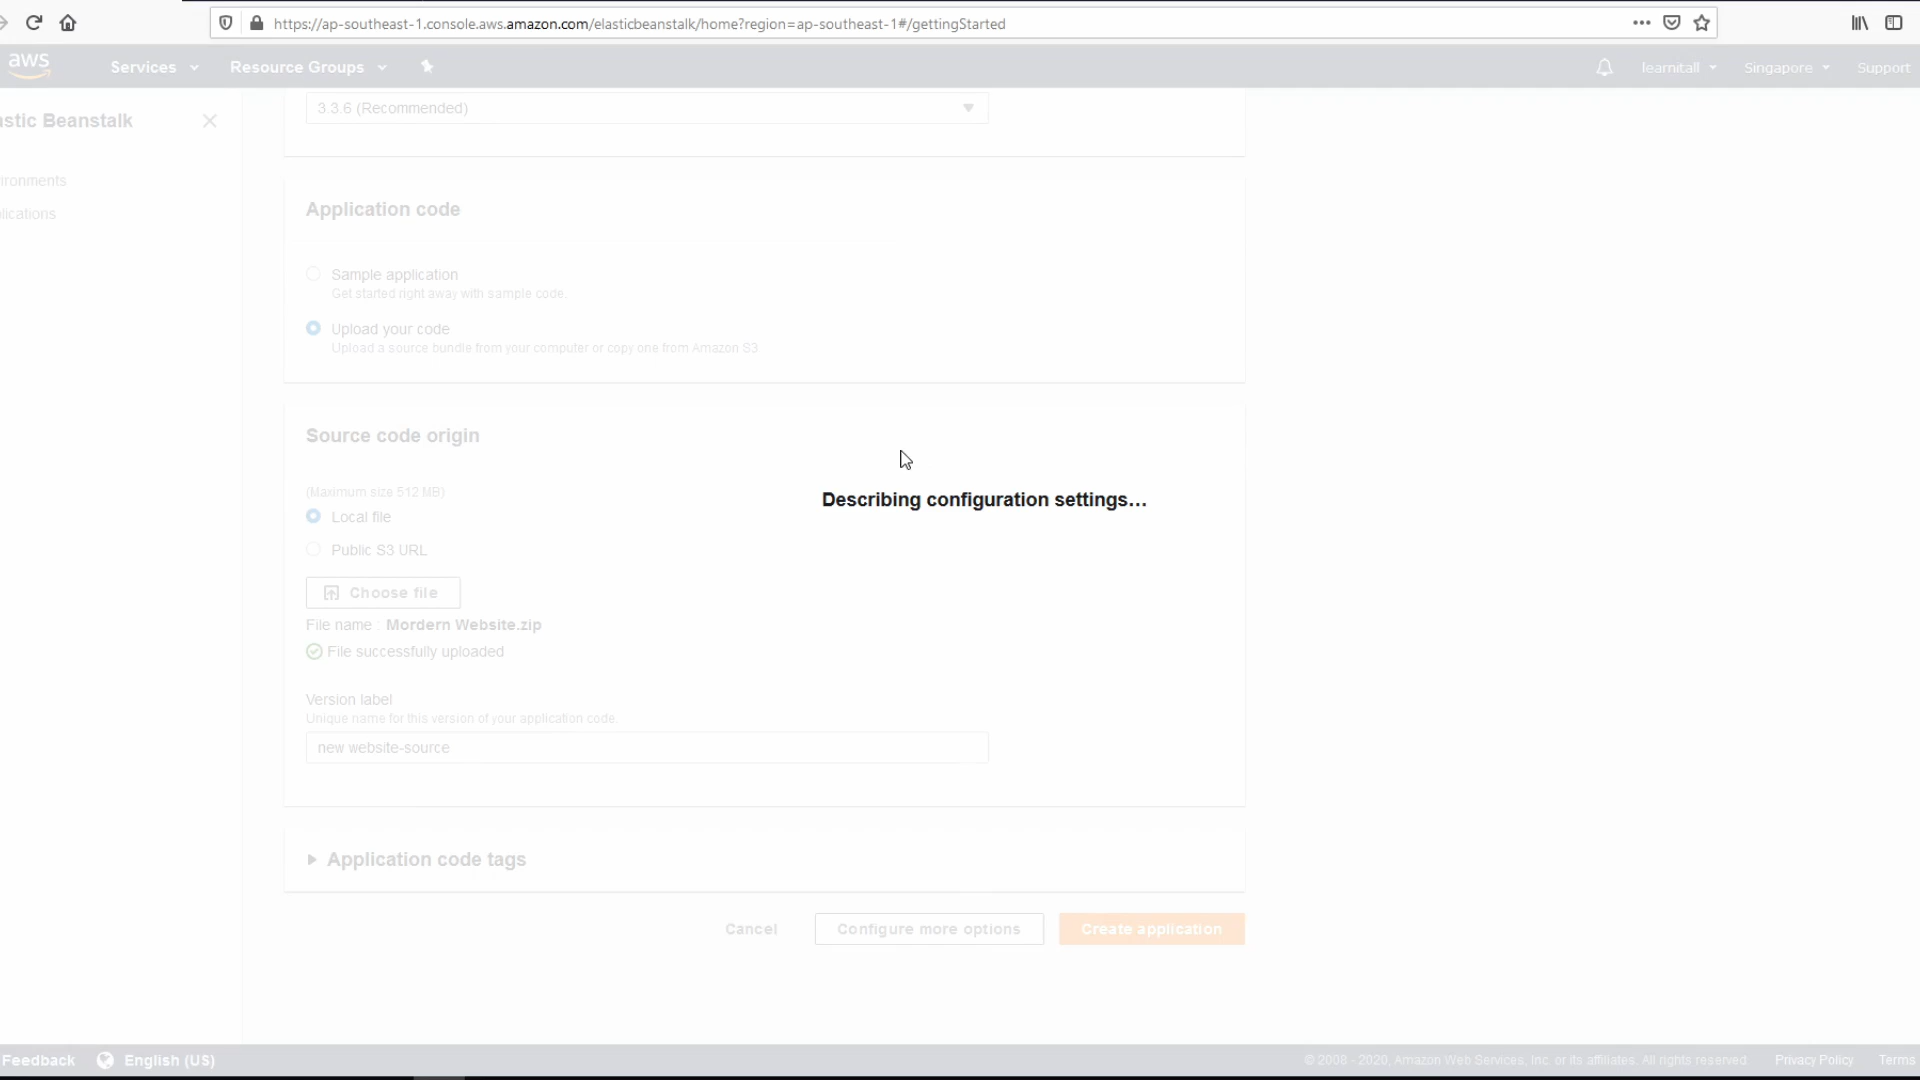 https://ap-southeast-1.console.aws.amazon.com/elasticbeanstalk/home?region=ap-southeast-1#/gettingStarted
aws Services Resource Groups learnitall Singapore Support
astic Beanstalk
ironments
lications
3.3.6 (Recommended)
Application code
Sample application
Get started right away with sample code.
Upload your code
Upload a source bundle from your computer or copy one from Amazon S3
Source code origin
(Maximum size 512 MB)
Describing configuration settings...
Local file
Public S3 URL
Choose file
File name : Mordern Website.zip
File successfully uploaded
Version label
Unique name for this version of your application code.
new website-source
Application code tags
Cancel Configure more options Create application
Feedback English (US) © 2008 - 2020, Amazon Web Services, Inc. or its affiliates. All rights reserved. Privacy Policy Terms